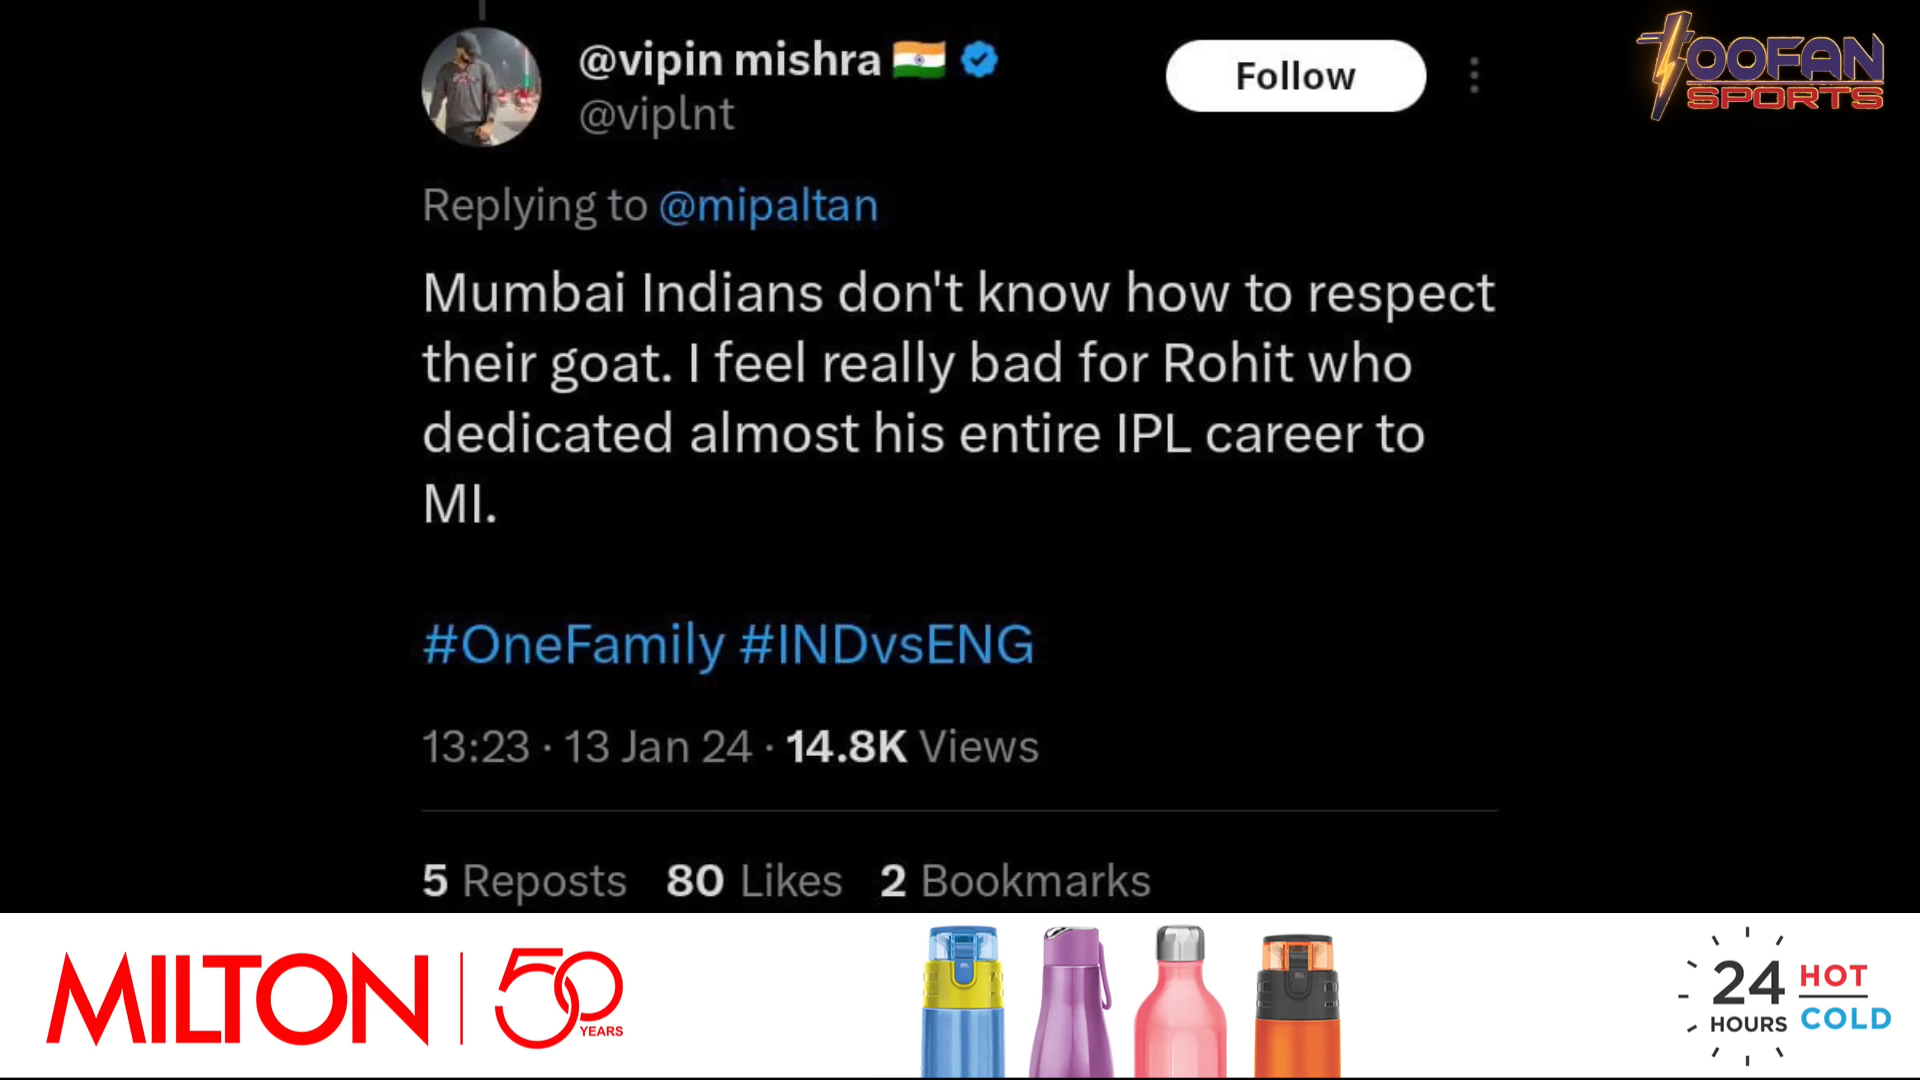 @vipin mishra
@viplnt
Follow
TOOFAN
SPORTS
Replying to @mipaltan
Mumbai Indians don't know how to respect
their goat. I feel really bad for Rohit who
dedicated almost his entire IPL career to
MI.
#OneFamily #INDvsENG
13:23 · 13 Jan 24 · 14.8K Views
5 Reposts 80 Likes 2 Bookmarks
MILTON
50
YEARS
24
HOURS
HOT
COLD